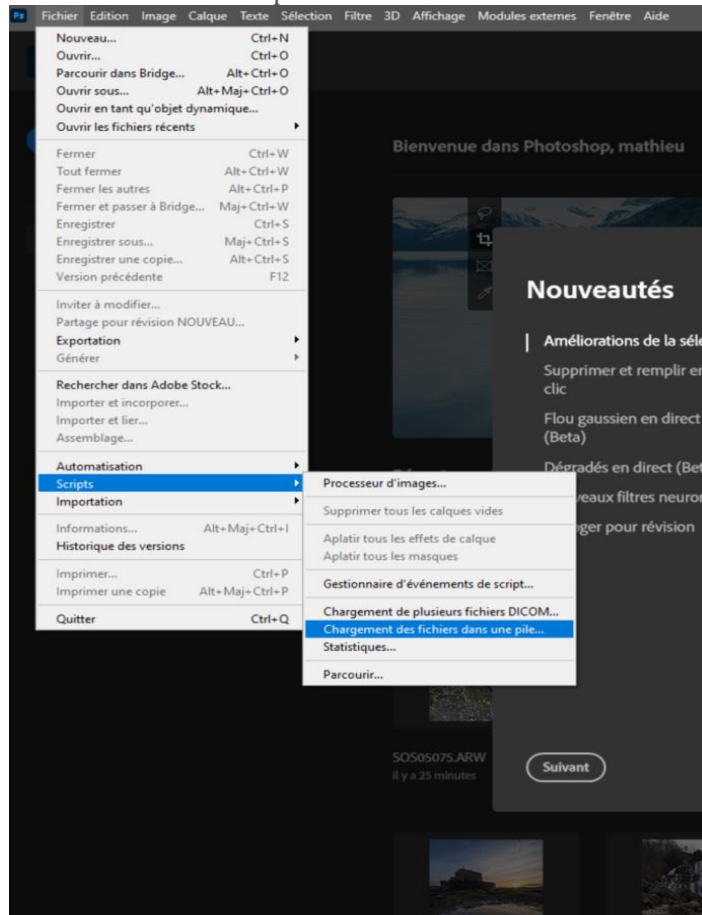 Ps Fichier Edition Image Calque Texte Sélection Filtre 3D Affichage Modules externes Fenêtre Aide
Nouveau... Ctrl+N
Ouvrir... Ctrl+O
Parcourir dans Bridge... Alt+Ctrl+O
Ouvrir sous... Alt+Maj+Ctrl+O
Ouvrir en tant qu'objet dynamique...
Ouvrir les fichiers récents
Fermer Ctrl+W
Tout fermer Alt+Ctrl+W
Fermer les autres Alt+Ctrl+P
Fermer et passer à Bridge... Maj+Ctrl+W
Enregistrer Ctrl+S
Enregistrer sous... Maj+Ctrl+S
Enregistrer une copie... Alt+Ctrl+S
Version précédente F12
Inviter à modifier...
Partage pour révision NOUVEAU...
Exportation
Générer
Rechercher dans Adobe Stock...
Importer et incorporer...
Importer et lier...
Assemblage...
Automatisation
Scripts
Importation
Informations... Alt+Maj+Ctrl+I
Historique des versions
Imprimer... Ctrl+P
Imprimer une copie Alt+Maj+Ctrl+P
Quitter Ctrl+Q
Processeur d'images...
Supprimer tous les calques vides
Aplatir tous les effets de calque
Aplatir tous les masques
Gestionnaire d'événements de script...
Chargement de plusieurs fichiers DICOM...
Chargement des fichiers dans une pile...
Statistiques...
Parcourir...
Bienvenue dans Photoshop, mathieu
Nouveautés
Améliorations de la séle
Supprimer et remplir en
clic
Flou gaussien en direct
(Beta)
Dégradés en direct (Bet
veaux filtres neuron
ger pour révision
SOS05075.ARW
il y a 25 minutes
Suivant